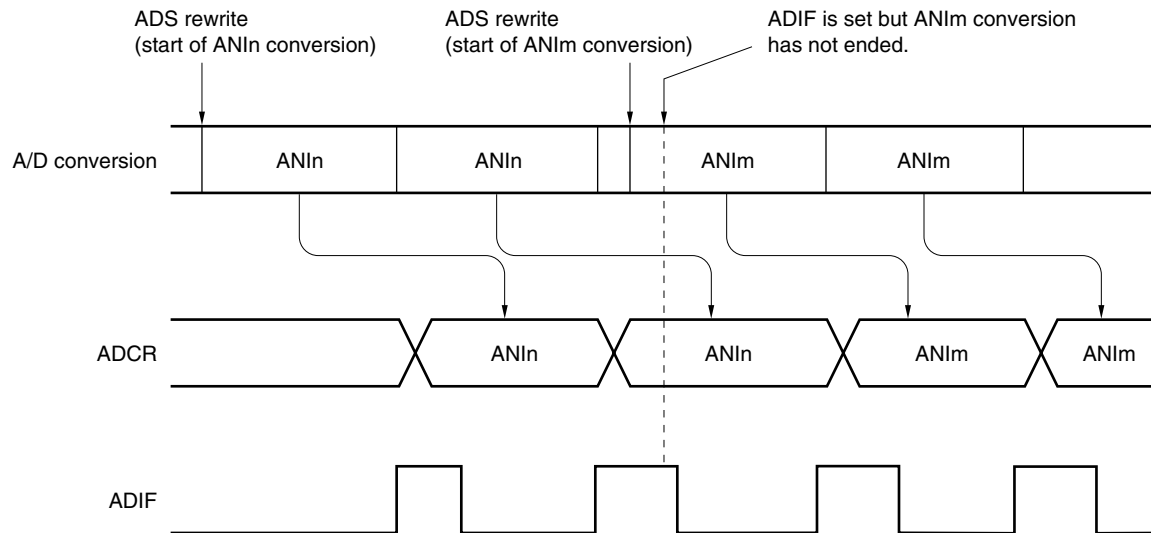 ADS rewrite
(start of ANIn conversion)
ADS rewrite
(start of ANIm conversion)
ADIF is set but ANIm conversion
has not ended.
A/D conversion
ANIn
ANIn
ANIm
ANIm
ADCR
ANIn
ANIn
ANIm
ANIm
ADIF